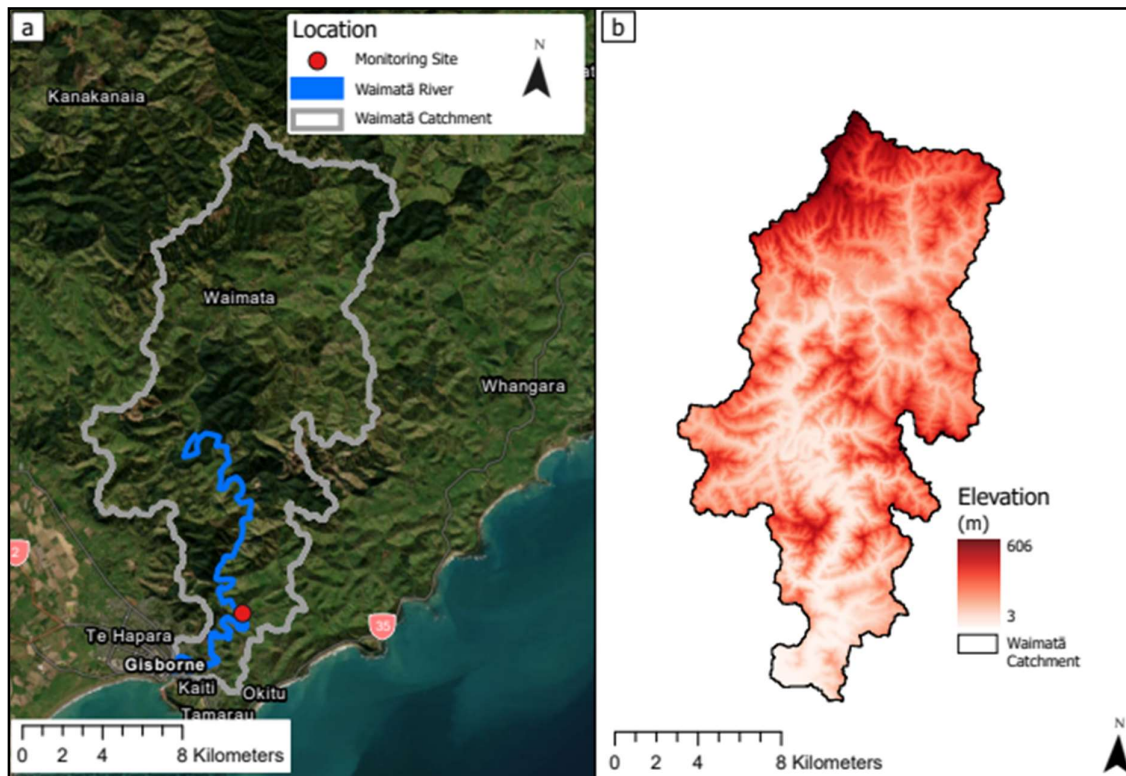 a
Location
N
Monitoring Site
Waimatā River
Waimatā Catchment
Kanakanaia
Waimata
Whangara
2
35
Te Hapara
Gisborne
Kaiti
Okitu
Tamarau
0 2 4 8 Kilometers
b
Elevation
(m)
606
3
Waimatā
Catchment
N
0 2 4 8 Kilometers